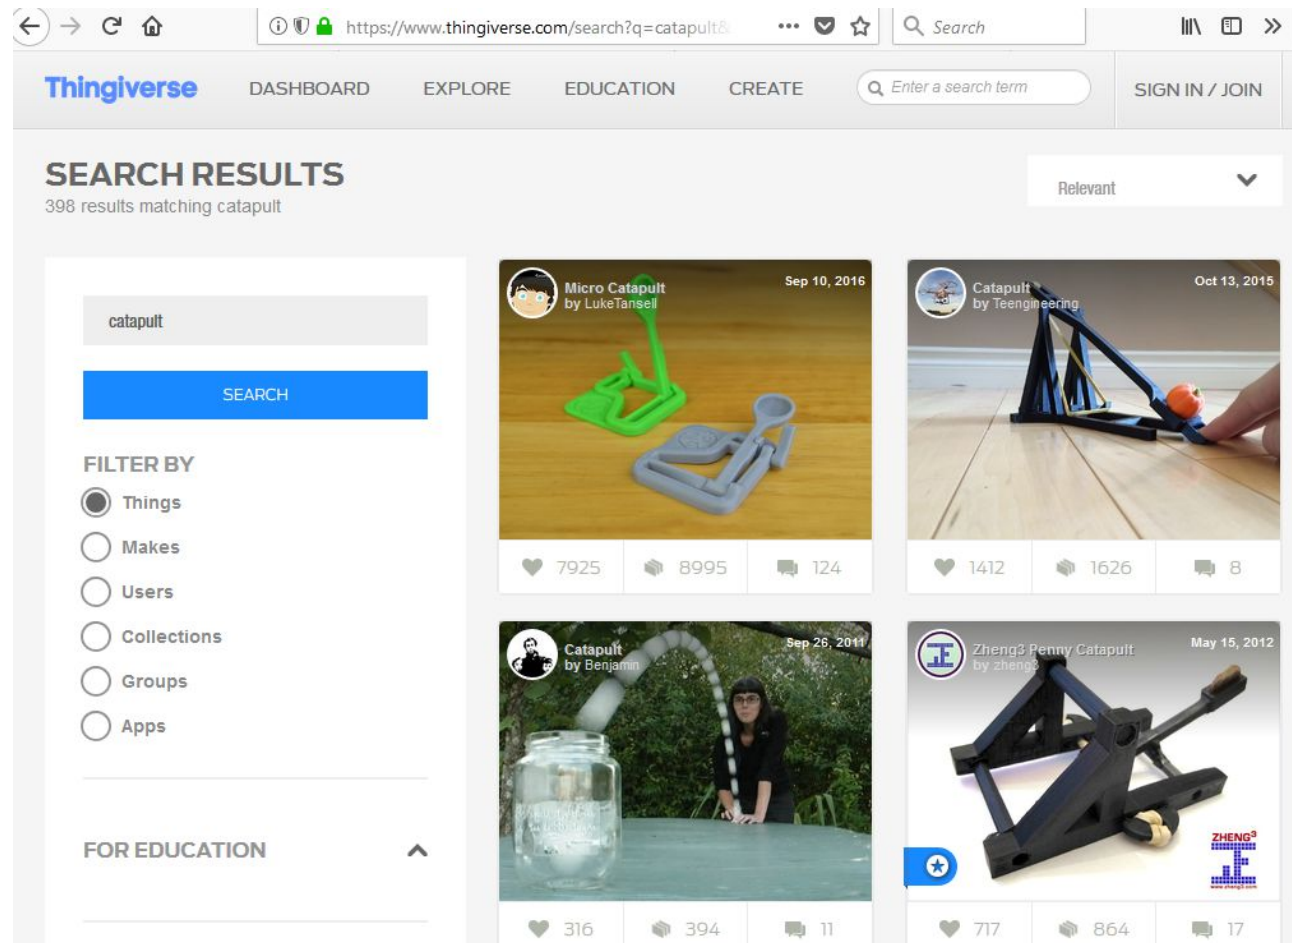 https://www.thingiverse.com/search?q=catapult&
Search
Thingiverse
DASHBOARD
EXPLORE
EDUCATION
CREATE
Enter a search term
SIGN IN / JOIN
SEARCH RESULTS
398 results matching catapult
Relevant
catapult
SEARCH
FILTER BY
Things
Makes
Users
Collections
Groups
Apps
FOR EDUCATION
Micro Catapult
by LukeTansell
Sep 10, 2016
7925
8995
124
Catapult
by Teengineering
Oct 13, 2015
1412
1626
8
Catapult
by Benjamin
Sep 26, 2011
316
394
11
Zheng3 Penny Catapult
by zheng3
May 15, 2012
ZHENG³
www.zheng3.com
717
864
17